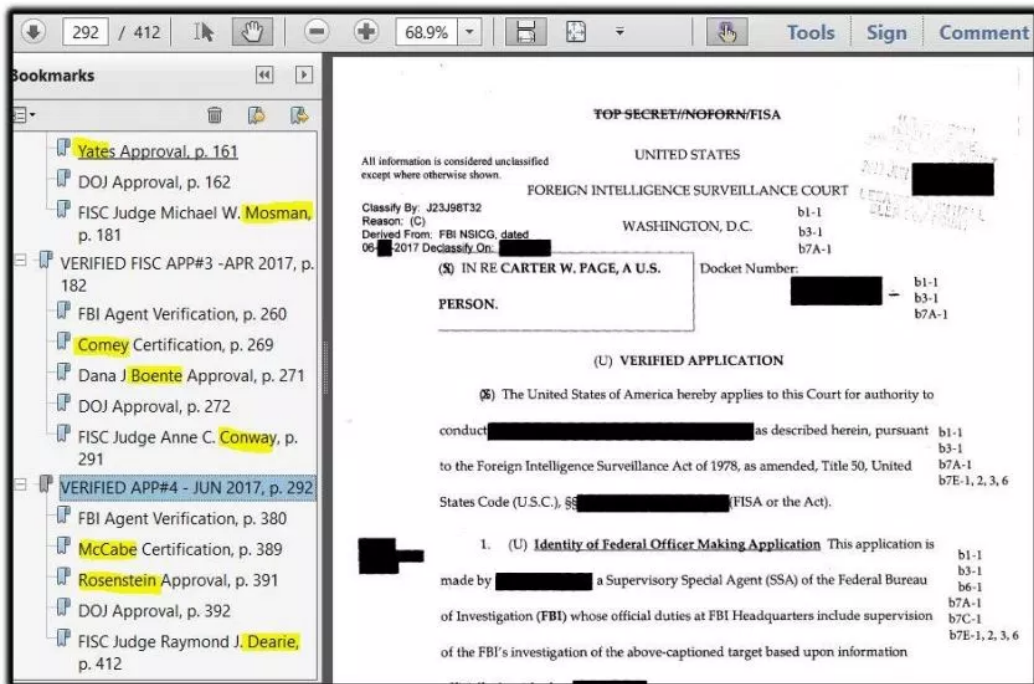 292 / 412
68.9%
Tools
Sign
Comment
Bookmarks
Yates Approval, p. 161
DOJ Approval, p. 162
FISC Judge Michael W. Mosman,
p. 181
VERIFIED FISC APP#3 -APR 2017, p.
182
FBI Agent Verification, p. 260
Comey Certification, p. 269
Dana J Boente Approval, p. 271
DOJ Approval, p. 272
FISC Judge Anne C. Conway, p.
291
VERIFIED APP#4 - JUN 2017, p. 292
FBI Agent Verification, p. 380
McCabe Certification, p. 389
Rosenstein Approval, p. 391
DOJ Approval, p. 392
FISC Judge Raymond J. Dearie,
p. 412
TOP SECRET//NOFORN/FISA
All information is considered unclassified
except where otherwise shown.
UNITED STATES
FOREIGN INTELLIGENCE SURVEILLANCE COURT
WASHINGTON, D.C.
b1-1
b3-1
b7A-1
Classify By: J23J98T32
Reason: (C)
Derived From: FBI NSICG, dated
06- -2017 Declassify On:
(S) IN RE CARTER W. PAGE, A U.S.
PERSON.
Docket Number:
b1-1
b3-1
b7A-1
(U) VERIFIED APPLICATION
The United States of America hereby applies to this Court for authority to
conduct as described herein, pursuant
to the Foreign Intelligence Surveillance Act of 1978, as amended, Title 50, United
States Code (U.S.C.), §§ (FISA or the Act).
b1-1
b3-1
b7A-1
b7E-1, 2, 3, 6
1. (U) Identity of Federal Officer Making Application This application is
made by a Supervisory Special Agent (SSA) of the Federal Bureau
of Investigation (FBI) whose official duties at FBI Headquarters include supervision
of the FBI's investigation of the above-captioned target based upon information
b1-1
b3-1
b6-1
b7A-1
b7C-1
b7E-1, 2, 3, 6